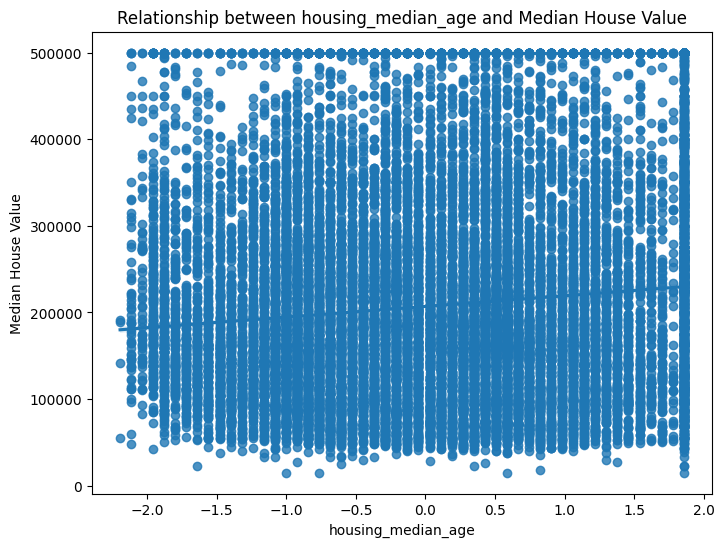 Relationship between housing_median_age and Median House Value
500000
400000
300000
200000
100000
0
Median House Value
−2.0 −1.5 −1.0 −0.5 0.0 0.5 1.0 1.5 2.0
housing_median_age